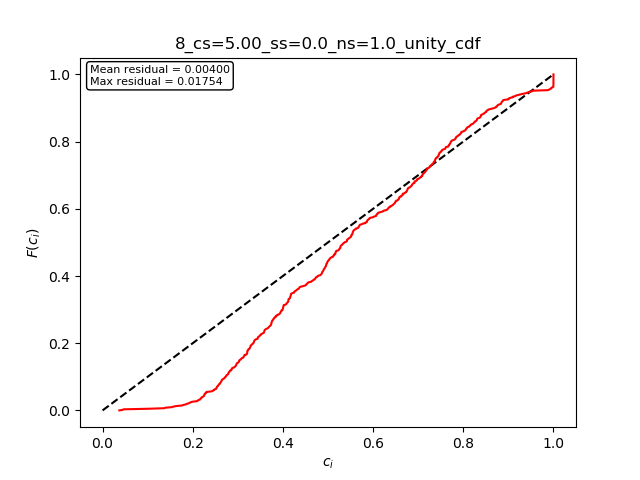 8_cs=5.00_ss=0.0_ns=1.0_unity_cdf
Mean residual = 0.00400
Max residual = 0.01754
1.0
0.8
0.6
0.4
0.2
0.0
F(c_i)
0.0 0.2 0.4 0.6 0.8 1.0
c_i